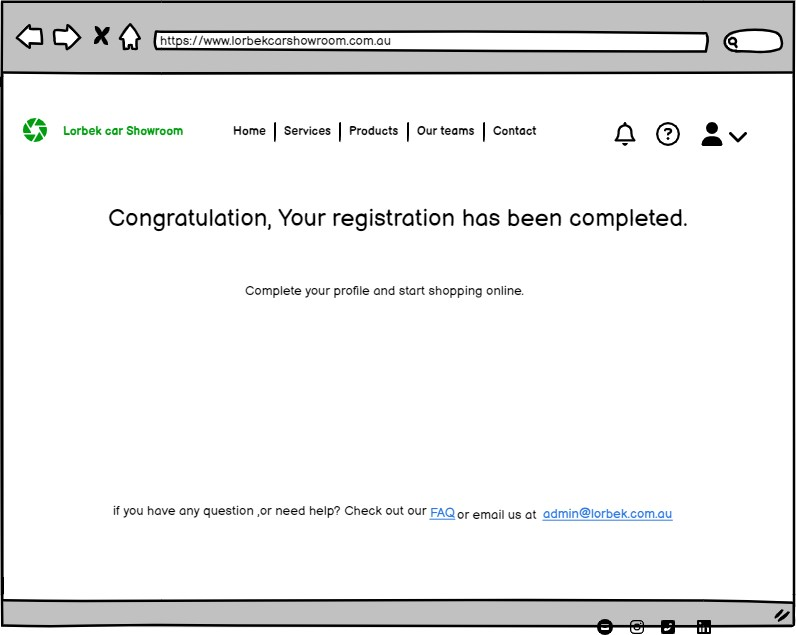 https://www.lorbekcarshowroom.com.au
Lorbek car Showroom Home Services Products Our teams Contact
Congratulation, Your registration has been completed.
Complete your profile and start shopping online.
if you have any question ,or need help? Check out our FAQ or email us at admin@lorbek.com.au